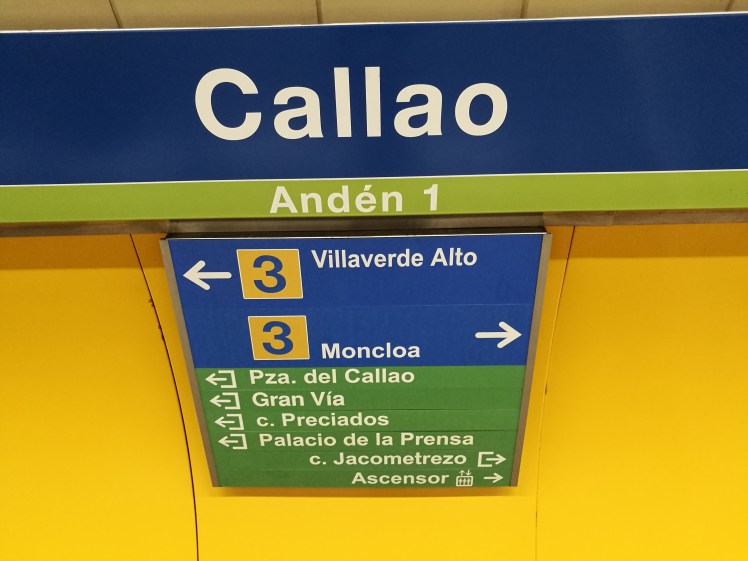 Callao
Andén 1
3 Villaverde Alto
3 Moncloa
Pza. del Callao
Gran Vía
c. Preciados
Palacio de la Prensa
c. Jacometrezo
Ascensor